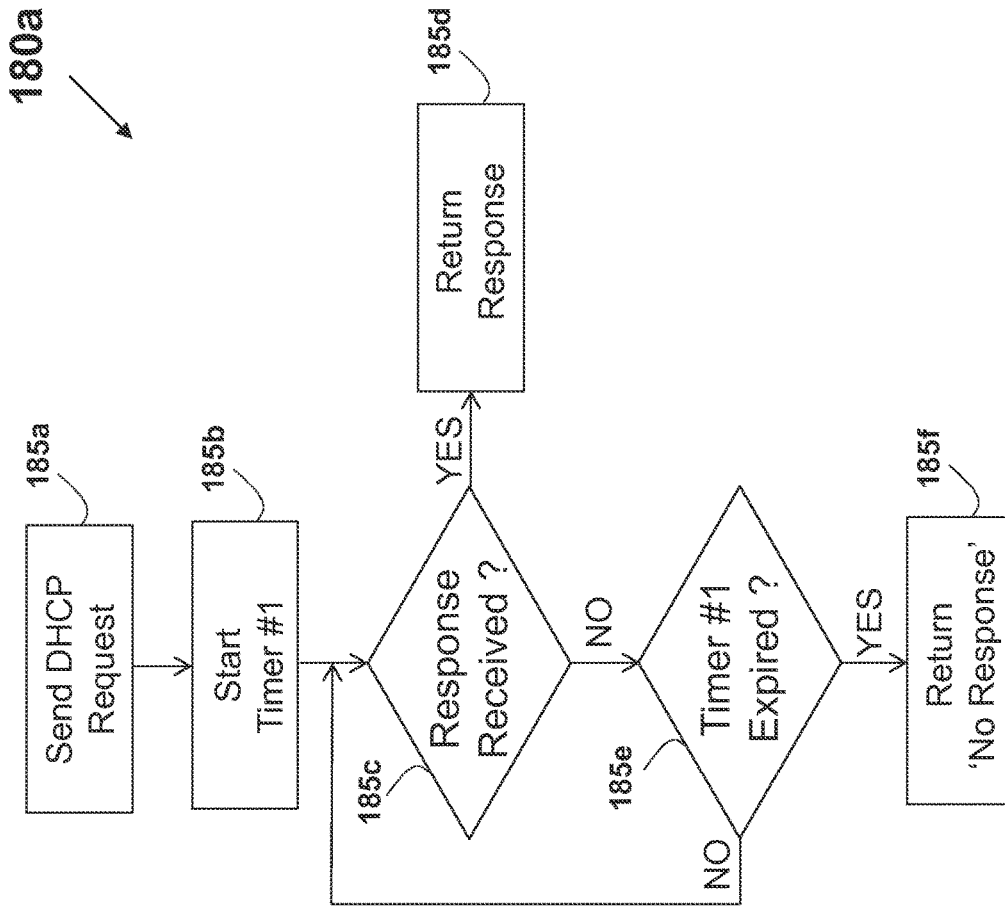 180a
Send DHCP
Request
185a
Start
Timer #1
185b
Response
Received ?
185c
YES
Return
Response
185d
NO
Timer #1
Expired ?
185e
NO
YES
Return
'No Response'
185f